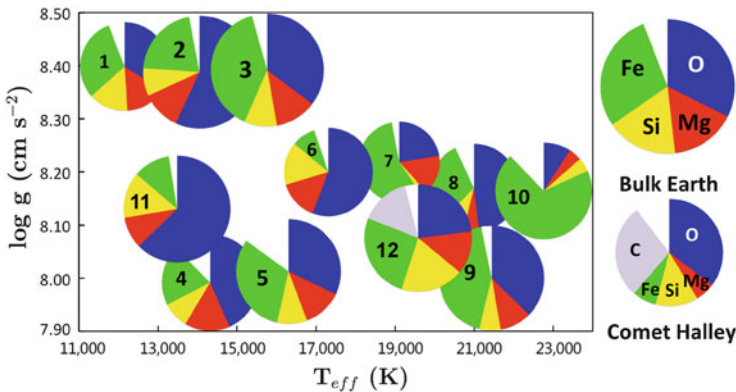 8.50
8.40
8.30
8.20
8.10
8.00
7.90
log g (cm s⁻²)
1
2
3
6
7
8
10
11
12
4
5
9
11,000 13,000 15,000 17,000 19,000 21,000 23,000
T_eff (K)
Fe O
Si Mg
Bulk Earth
C O
Fe Si Mg
Comet Halley